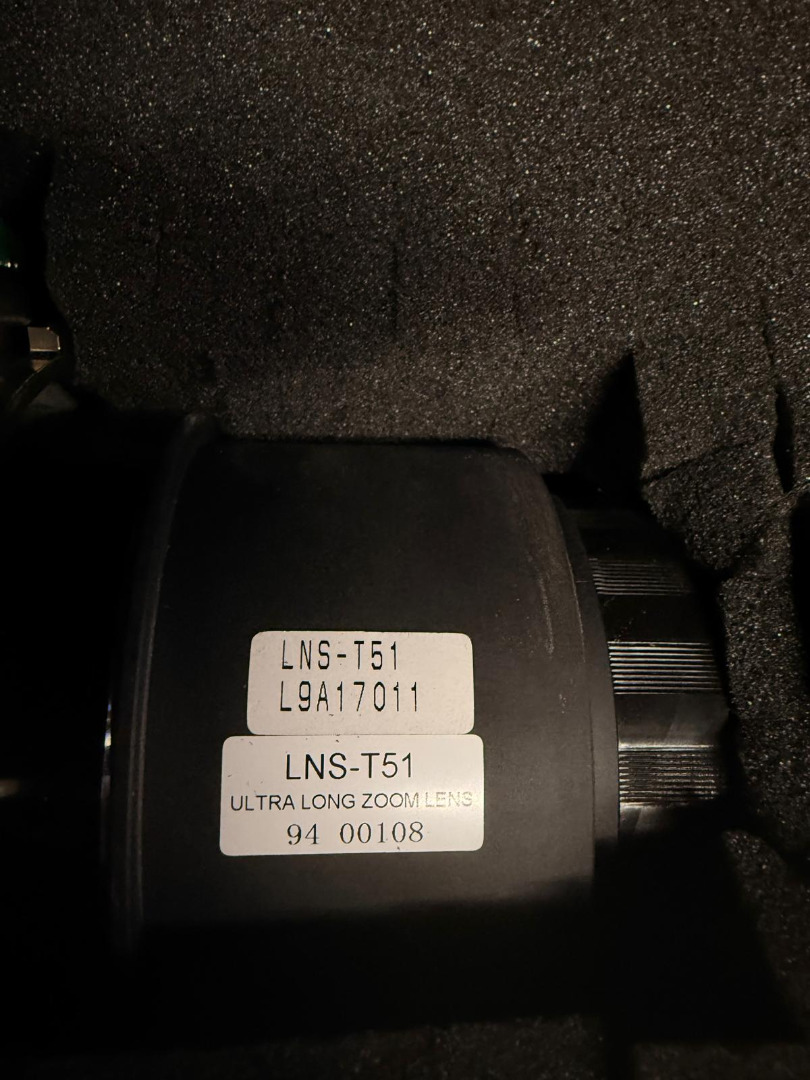 LNS-T51
L9A17011
LNS-T51
ULTRA LONG ZOOM LENS
94 00108